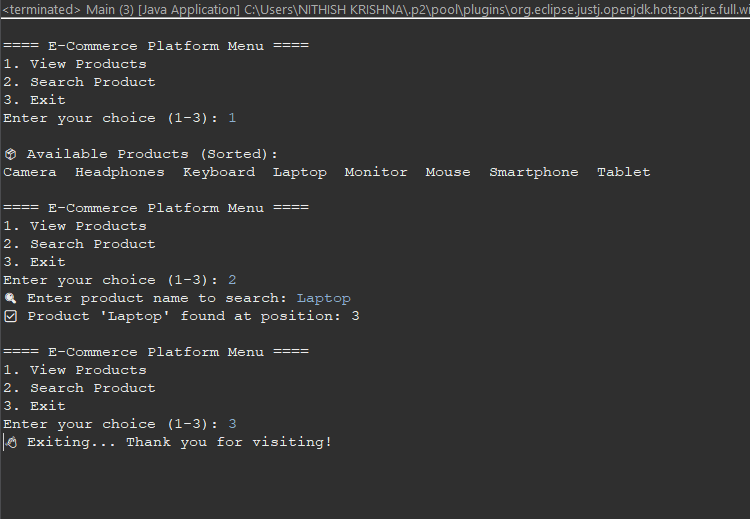 <terminated> Main (3) [Java Application] C:\Users\NITHISH KRISHNA\.p2\pool\plugins\org.eclipse.justj.openjdk.hotspot.jre.full.wi
==== E-Commerce Platform Menu ====
1. View Products
2. Search Product
3. Exit
Enter your choice (1-3): 1
📦 Available Products (Sorted):
Camera  Headphones  Keyboard  Laptop  Monitor  Mouse  Smartphone  Tablet
==== E-Commerce Platform Menu ====
1. View Products
2. Search Product
3. Exit
Enter your choice (1-3): 2
🔍 Enter product name to search: Laptop
☑ Product 'Laptop' found at position: 3
==== E-Commerce Platform Menu ====
1. View Products
2. Search Product
3. Exit
Enter your choice (1-3): 3
👋 Exiting... Thank you for visiting!